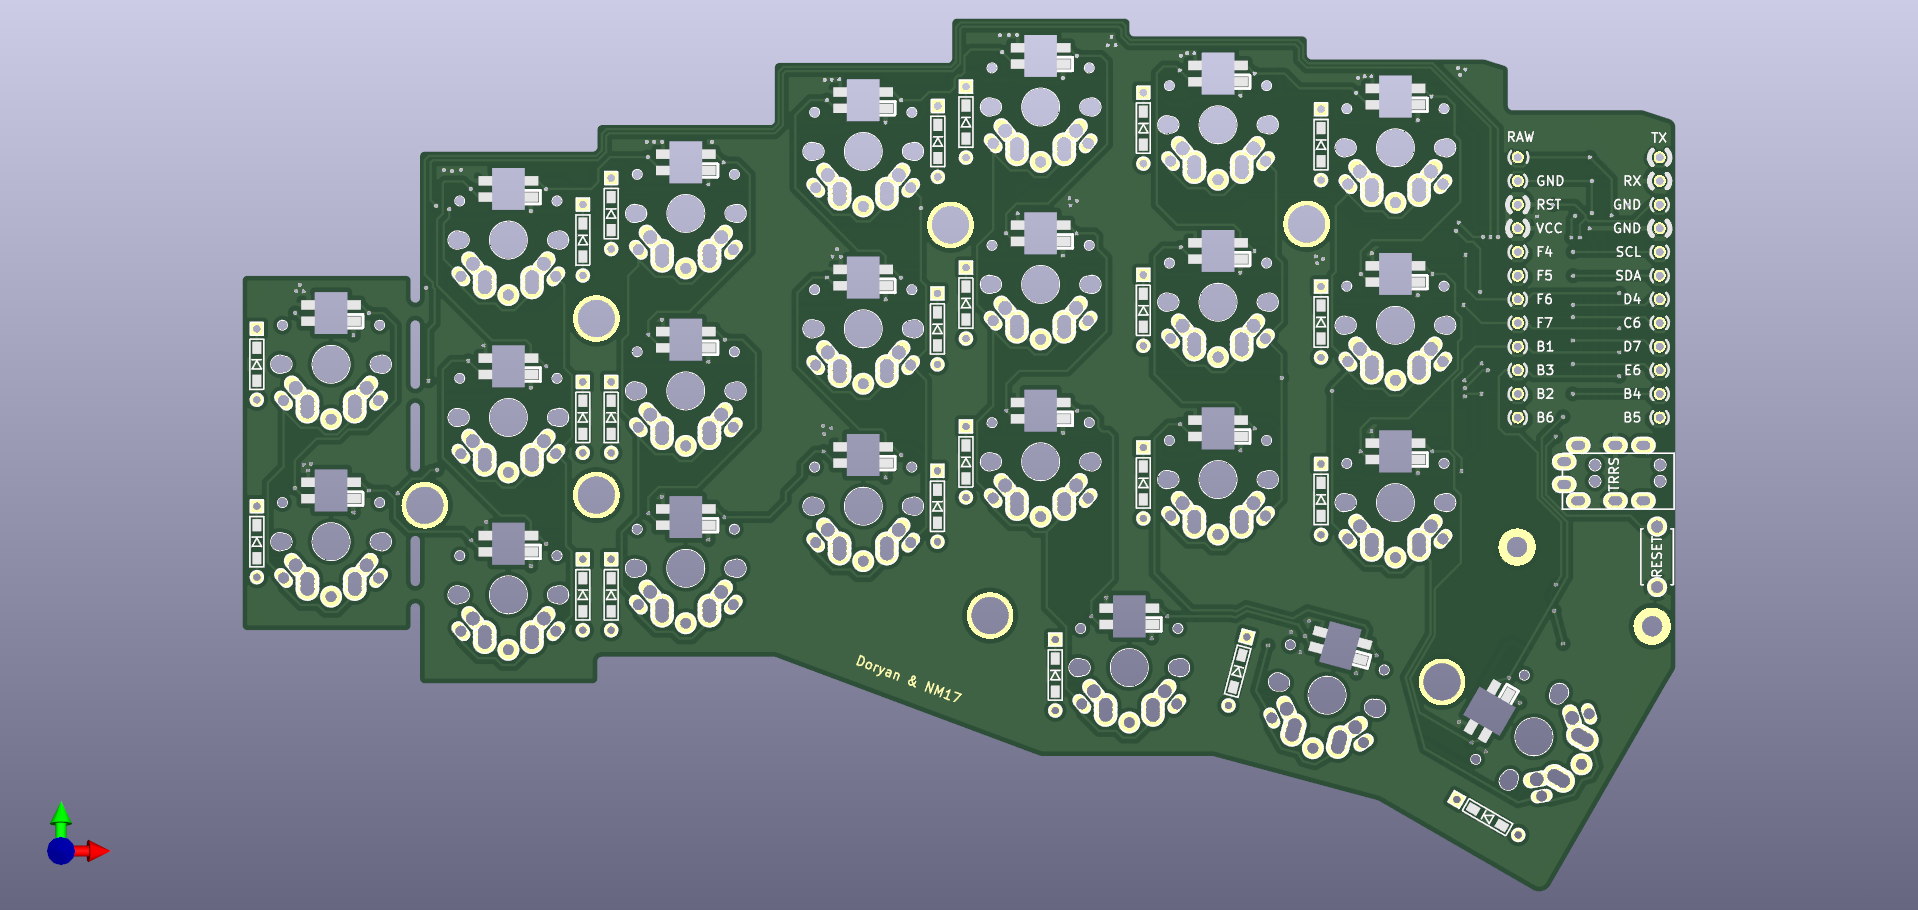 RAW TX
GND RX
RST GND
VCC GND
F4 SCL
F5 SDA
F6 D4
F7 C6
B1 D7
B3 E6
B2 B4
B6 B5
TRRS
RESET
Doryan & NM17